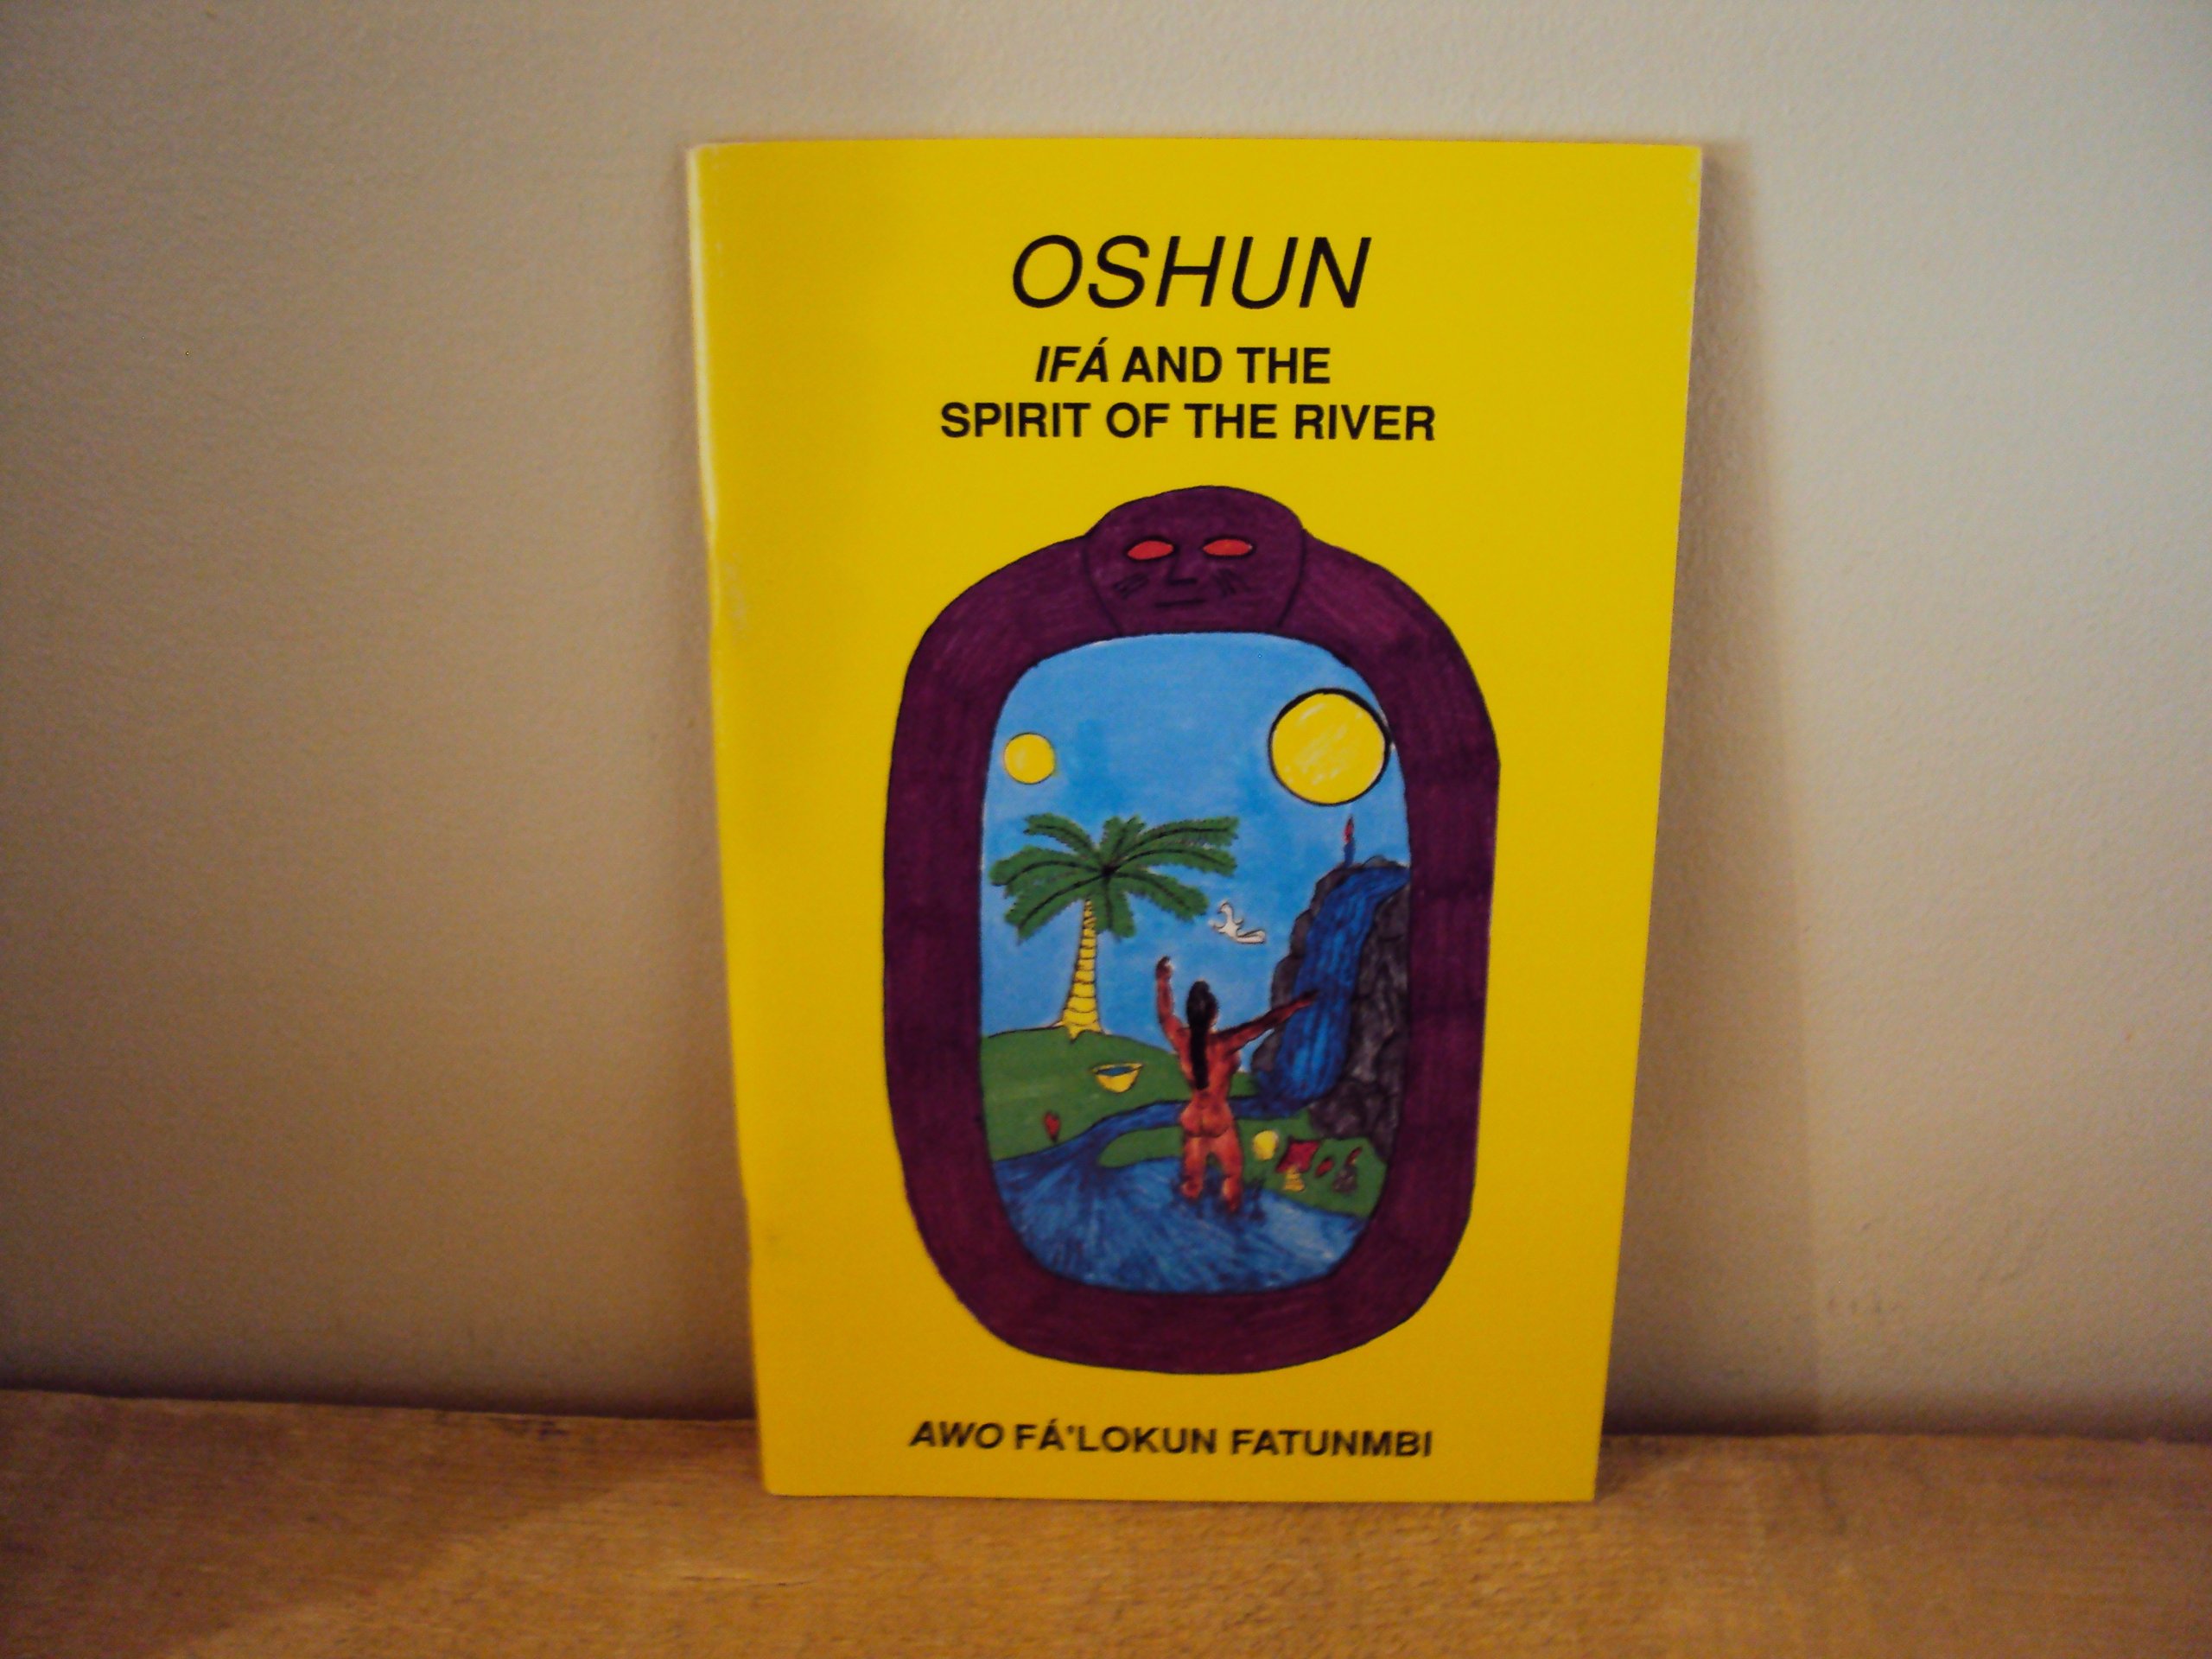 OSHUN
IFÁ AND THE
SPIRIT OF THE RIVER
AWO FÁ'LOKUN FATUNMBI